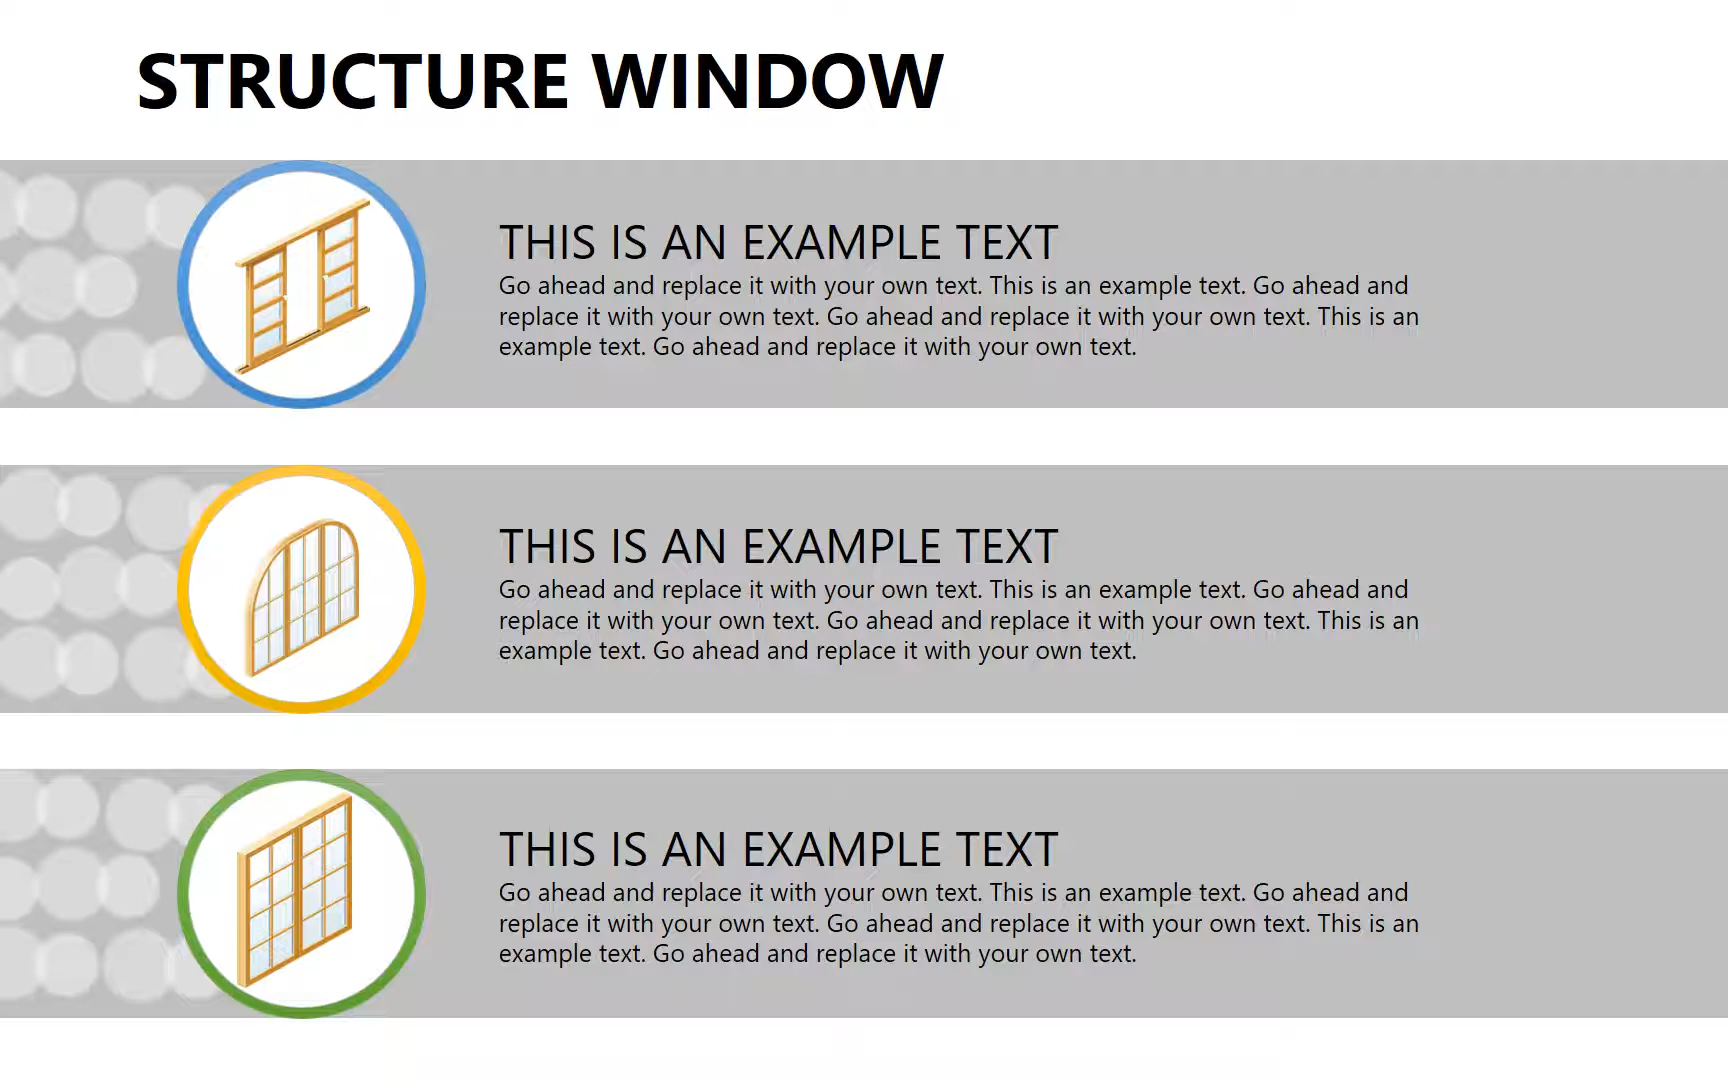 STRUCTURE WINDOW
THIS IS AN EXAMPLE TEXT
Go ahead and replace it with your own text. This is an example text. Go ahead and
replace it with your own text. Go ahead and replace it with your own text. This is an
example text. Go ahead and replace it with your own text.
THIS IS AN EXAMPLE TEXT
Go ahead and replace it with your own text. This is an example text. Go ahead and
replace it with your own text. Go ahead and replace it with your own text. This is an
example text. Go ahead and replace it with your own text.
THIS IS AN EXAMPLE TEXT
Go ahead and replace it with your own text. This is an example text. Go ahead and
replace it with your own text. Go ahead and replace it with your own text. This is an
example text. Go ahead and replace it with your own text.